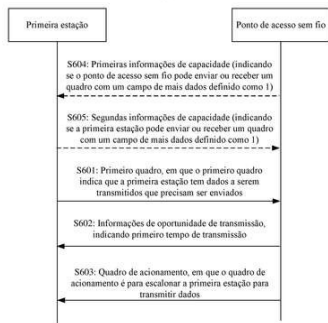 Primeira estação
Ponto de acesso sem fio
S604: Primeiras informações de capacidade (indicando
se o ponto de acesso sem fio pode enviar ou receber um
quadro com um campo de mais dados definido como 1)
S605: Segundas informações de capacidade (indicando
se a primeira estação pode enviar ou receber um quadro
com um campo de mais dados definido como 1)
S601: Primeiro quadro, em que o primeiro quadro
indica que a primeira estação tem dados a serem
transmitidos que precisam ser enviados
S602: Informações de oportunidade de transmissão,
indicando primeiro tempo de transmissão
S603: Quadro de acionamento, em que o quadro de
acionamento é para escalonar a primeira estação para
transmitir dados